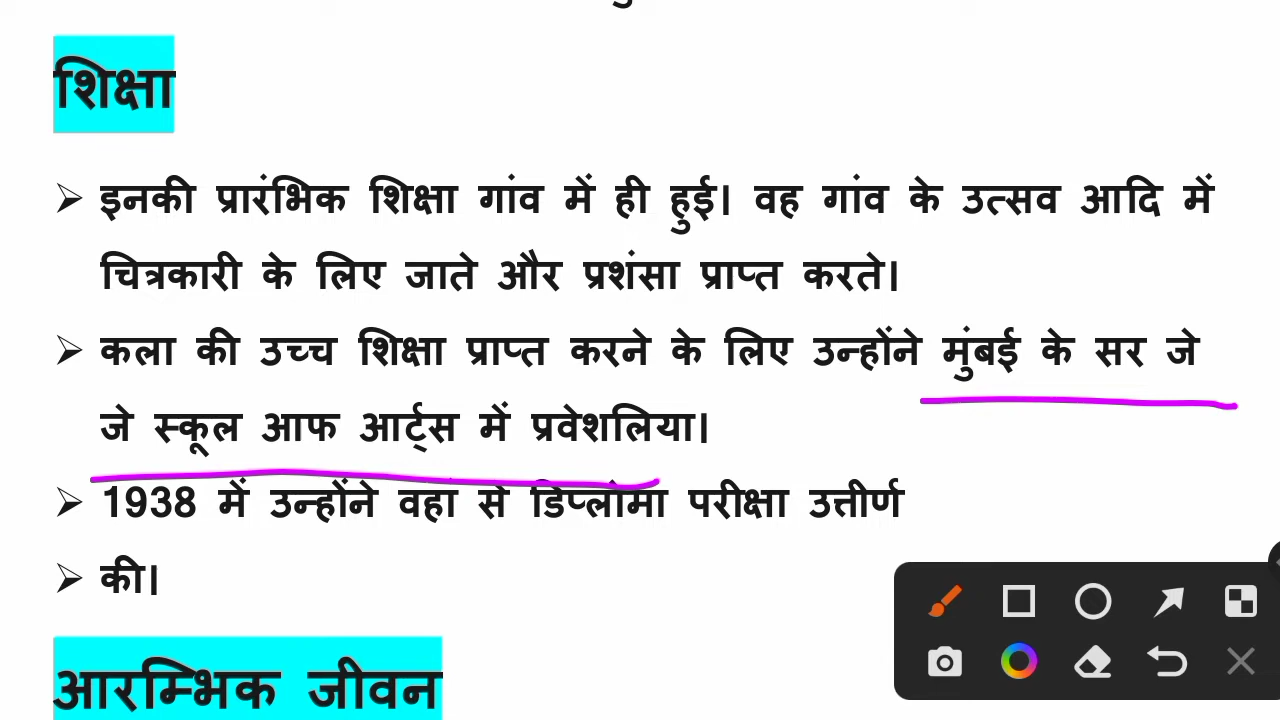 शिक्षा
➢ इनकी प्रारंभिक शिक्षा गांव में ही हुई। वह गांव के उत्सव आदि में
चित्रकारी के लिए जाते और प्रशंसा प्राप्त करते।
➢ कला की उच्च शिक्षा प्राप्त करने के लिए उन्होंने मुंबई के सर जे
जे स्कूल आफ आर्ट्स में प्रवेशलिया।
➢ 1938 में उन्होंने वहां से डिप्लोमा परीक्षा उत्तीर्ण
➢ की।
आरम्भिक जीवन